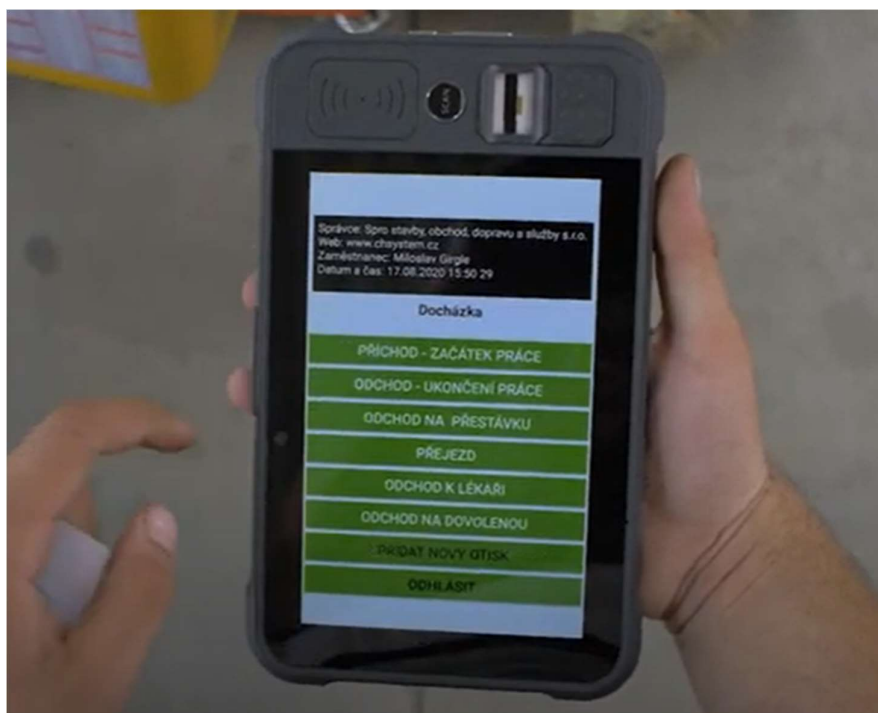 SCAN
Správce: Spro stavby, obchod, dopravu a služby s.r.o.
Web: www.chsystem.cz
Zaměstnanec: Miloslav Girgle
Datum a čas: 17.08.2020 15:50 29
Docházka
PŘÍCHOD - ZAČÁTEK PRÁCE
ODCHOD - UKONČENÍ PRÁCE
ODCHOD NA PŘESTÁVKU
PŘEJEZD
ODCHOD K LÉKAŘI
ODCHOD NA DOVOLENOU
PŘIDAT NOVÝ OTISK
ODHLÁSIT